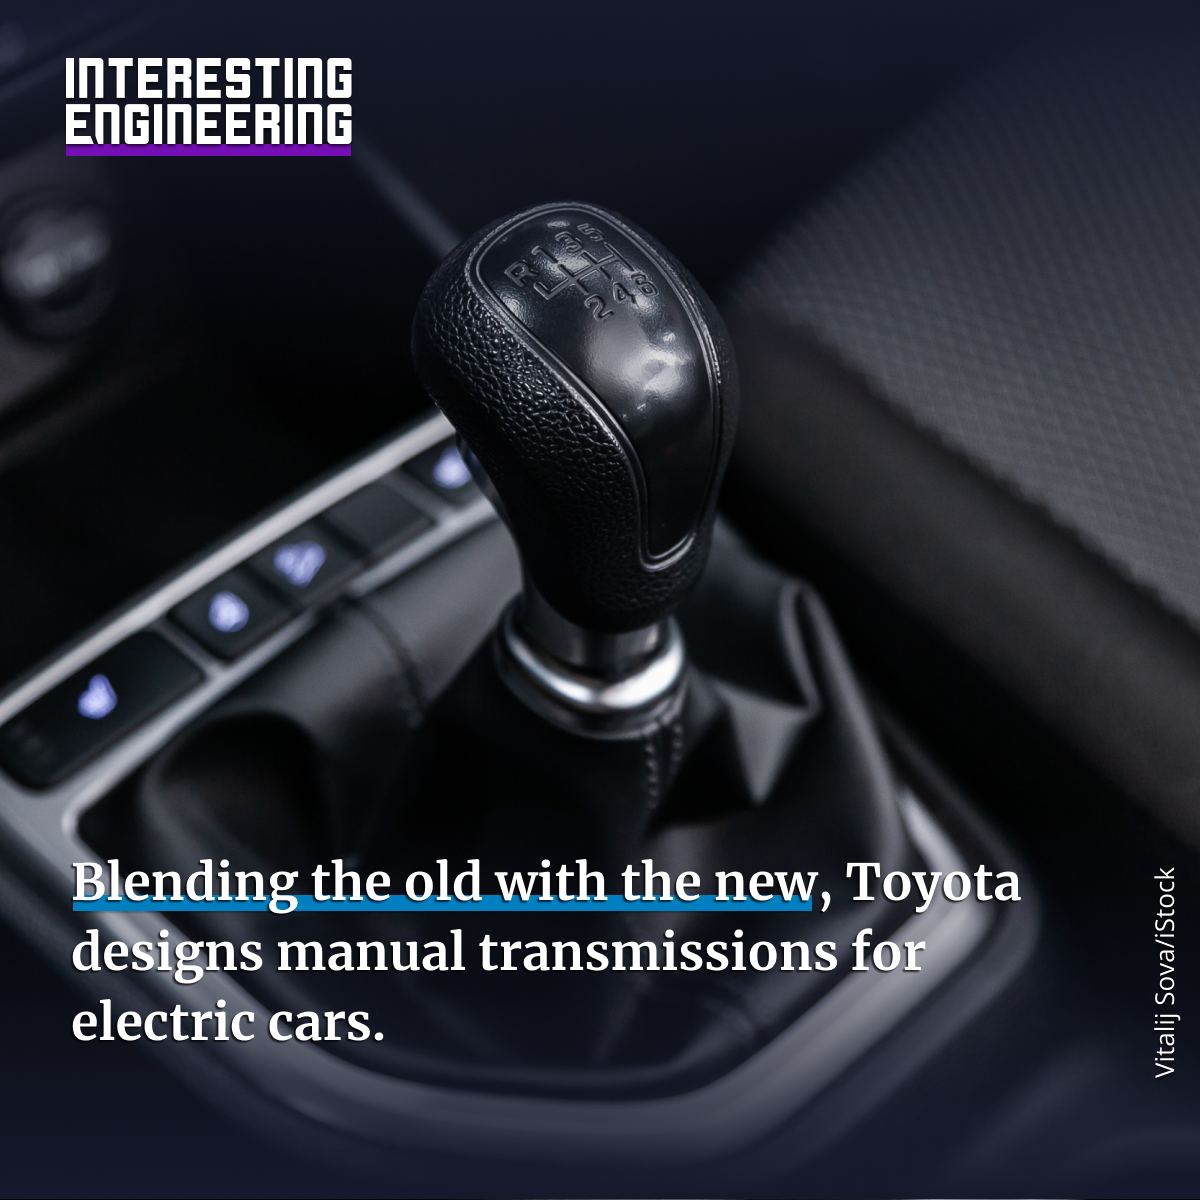 INTERESTING
ENGINEERING
R 1 3 5
2 4 6
Blending the old with the new, Toyota
designs manual transmissions for
electric cars.
Vitalij Sova/iStock